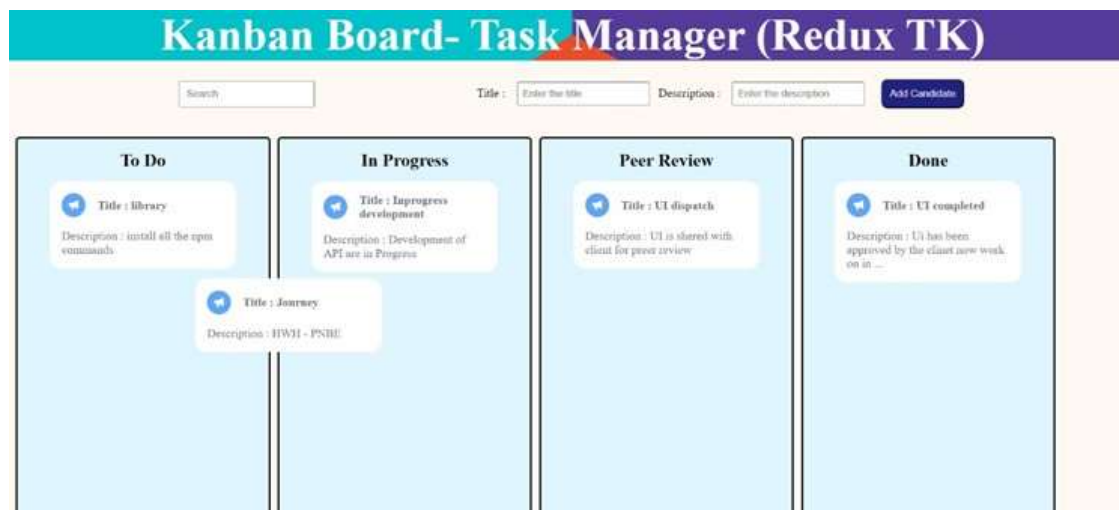 Kanban Board- Task Manager (Redux TK)
Search
Title :
Enter the title
Description :
Enter the description
Add Candidate
To Do
Title : library
Description : install all the npm
commands
Title : Journey
Description : HWH - PNBE
In Progress
Title : Inprogress
development
Description : Development of
API are in Progress
Peer Review
Title : UI dispatch
Description : UI is shared with
client for peer review
Done
Title : UI completed
Description : Ui has been
approved by the clinet now work
on in ...